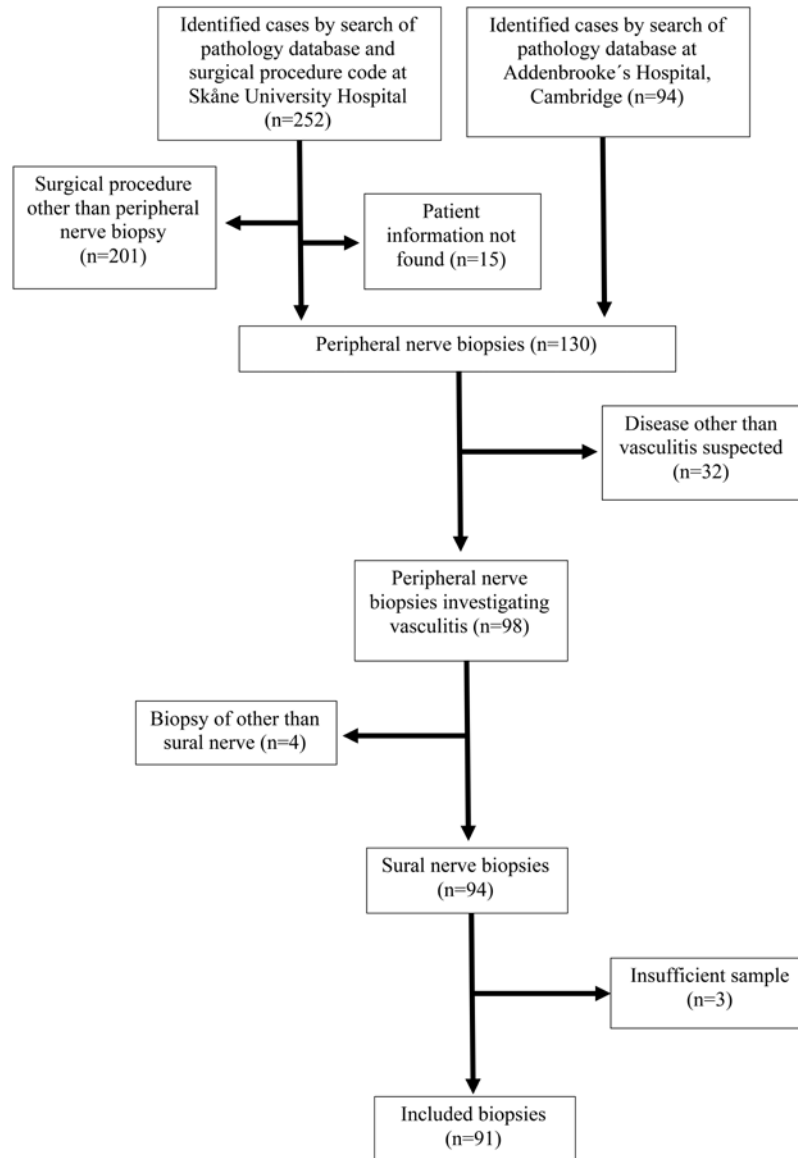 Identified cases by search of
pathology database and
surgical procedure code at
Skåne University Hospital
(n=252)
Identified cases by search of
pathology database at
Addenbrooke´s Hospital,
Cambridge (n=94)
Surgical procedure
other than peripheral
nerve biopsy
(n=201)
Patient
information not
found (n=15)
Peripheral nerve biopsies (n=130)
Disease other than
vasculitis suspected
(n=32)
Peripheral nerve
biopsies investigating
vasculitis (n=98)
Biopsy of other than
sural nerve (n=4)
Sural nerve biopsies
(n=94)
Insufficient sample
(n=3)
Included biopsies
(n=91)